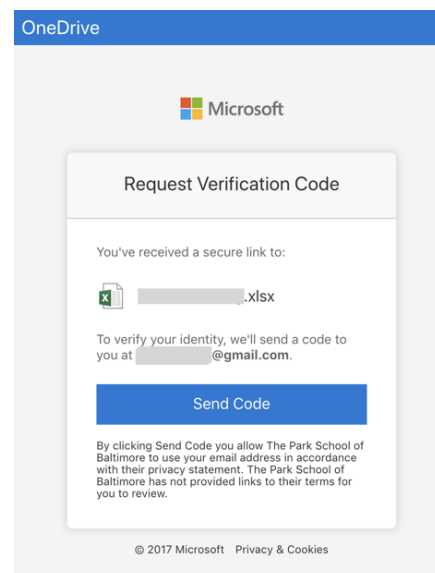 OneDrive
Microsoft
Request Verification Code
You've received a secure link to:
.xlsx
To verify your identity, we'll send a code to
you at @gmail.com.
Send Code
By clicking Send Code you allow The Park School of
Baltimore to use your email address in accordance
with their privacy statement. The Park School of
Baltimore has not provided links to their terms for
you to review.
© 2017 Microsoft Privacy & Cookies